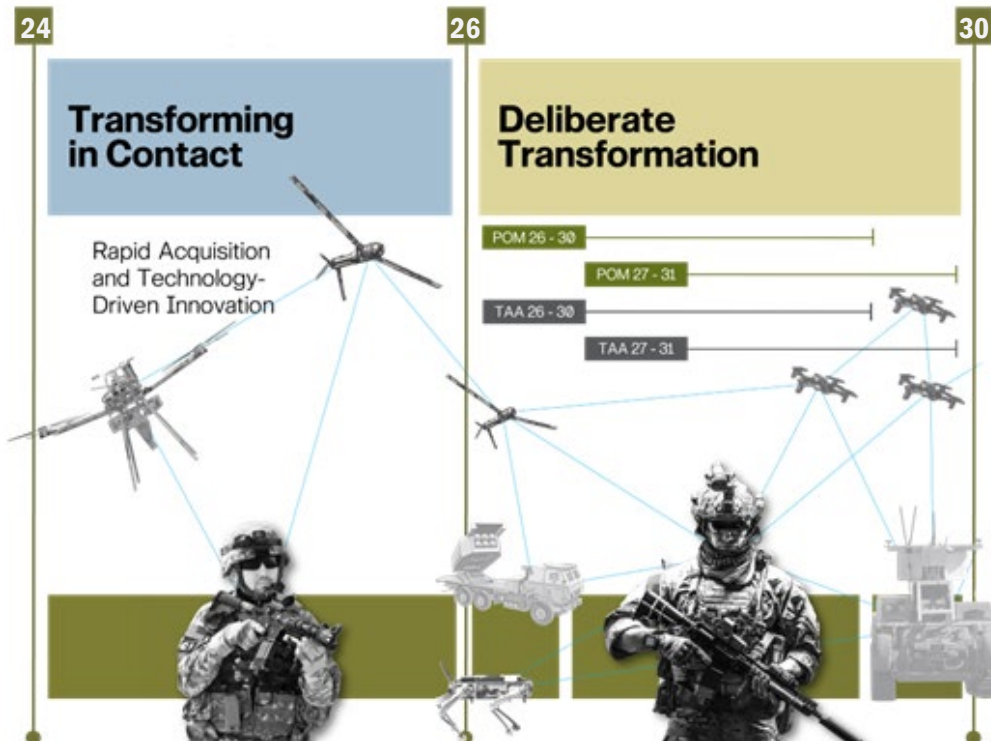 24
26
30
Transforming
in Contact
Rapid Acquisition
and Technology-
Driven Innovation
Deliberate
Transformation
POM 26 - 30
POM 27 - 31
TAA 26 - 30
TAA 27 - 31